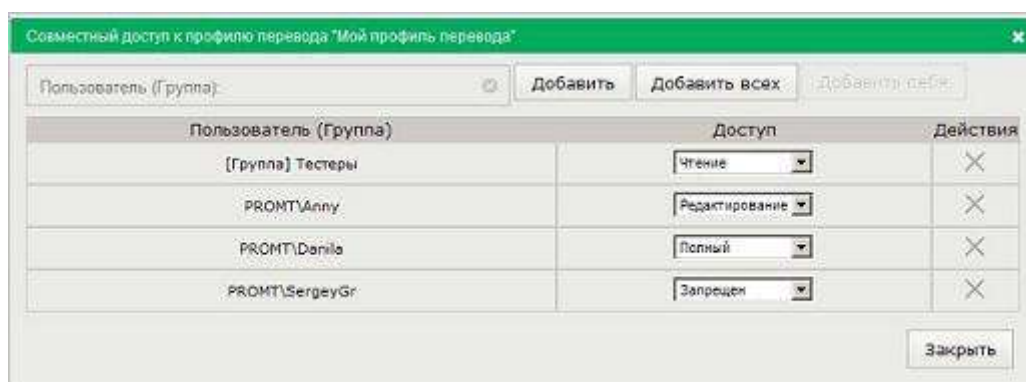 Совместный доступ к профилю перевода "Мой профиль перевода"
Пользователь (Группа): Добавить Добавить всех Добавить себя
Пользователь (Группа) Доступ Действия
[Группа] Тестеры Чтение
PROMT\Anny Редактирование
PROMT\Danila Полный
PROMT\SergeyGr Запрещен
Закрыть